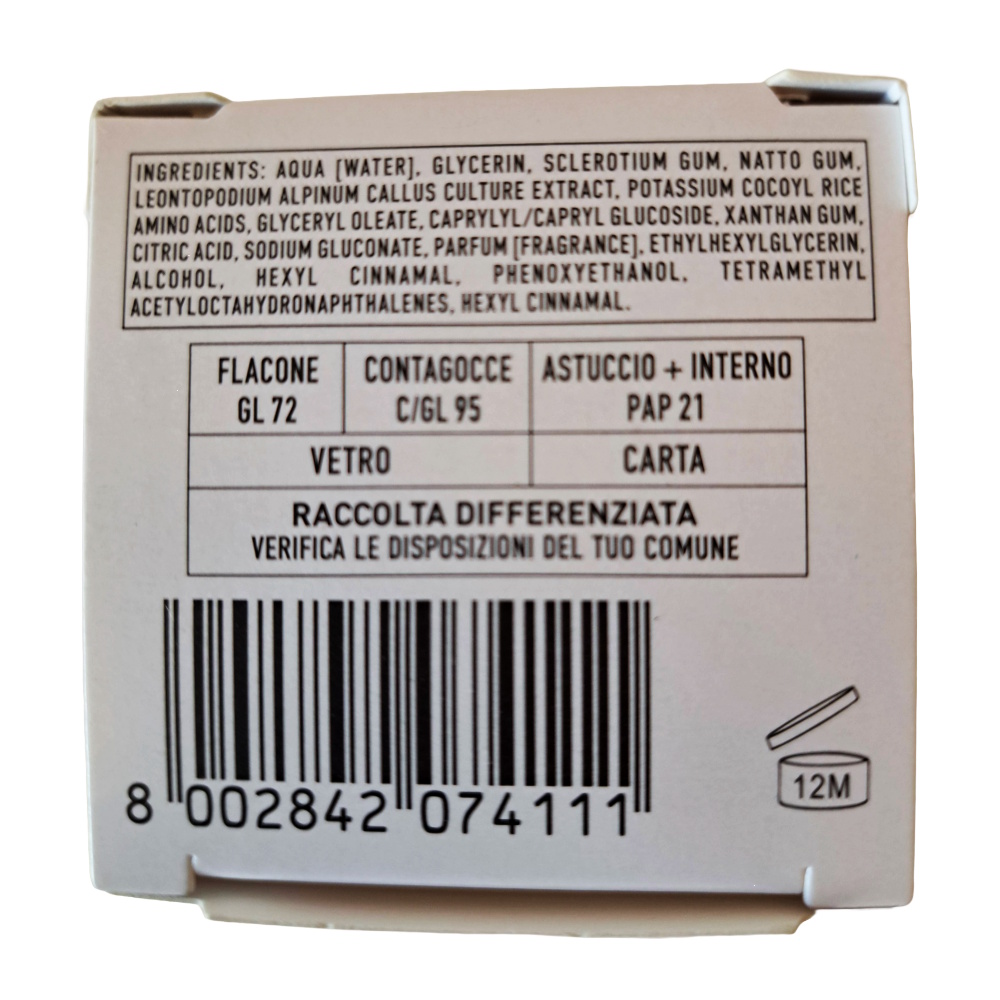 INGREDIENTS: AQUA [WATER], GLYCERIN, SCLEROTIUM GUM, NATTO GUM,
LEONTOPODIUM ALPINUM CALLUS CULTURE EXTRACT, POTASSIUM COCOYL RICE
AMINO ACIDS, GLYCERYL OLEATE, CAPRYLYL/CAPRYL GLUCOSIDE, XANTHAN GUM,
CITRIC ACID, SODIUM GLUCONATE, PARFUM [FRAGRANCE], ETHYLHEXYLGLYCERIN,
ALCOHOL, HEXYL CINNAMAL, PHENOXYETHANOL, TETRAMETHYL
ACETYLOCTAHYDRONAPHTHALENES, HEXYL CINNAMAL.
FLACONE CONTAGOCCE ASTUCCIO + INTERNO
GL 72 C/GL 95 PAP 21
VETRO CARTA
RACCOLTA DIFFERENZIATA
VERIFICA LE DISPOSIZIONI DEL TUO COMUNE
12M
8 002842 074111